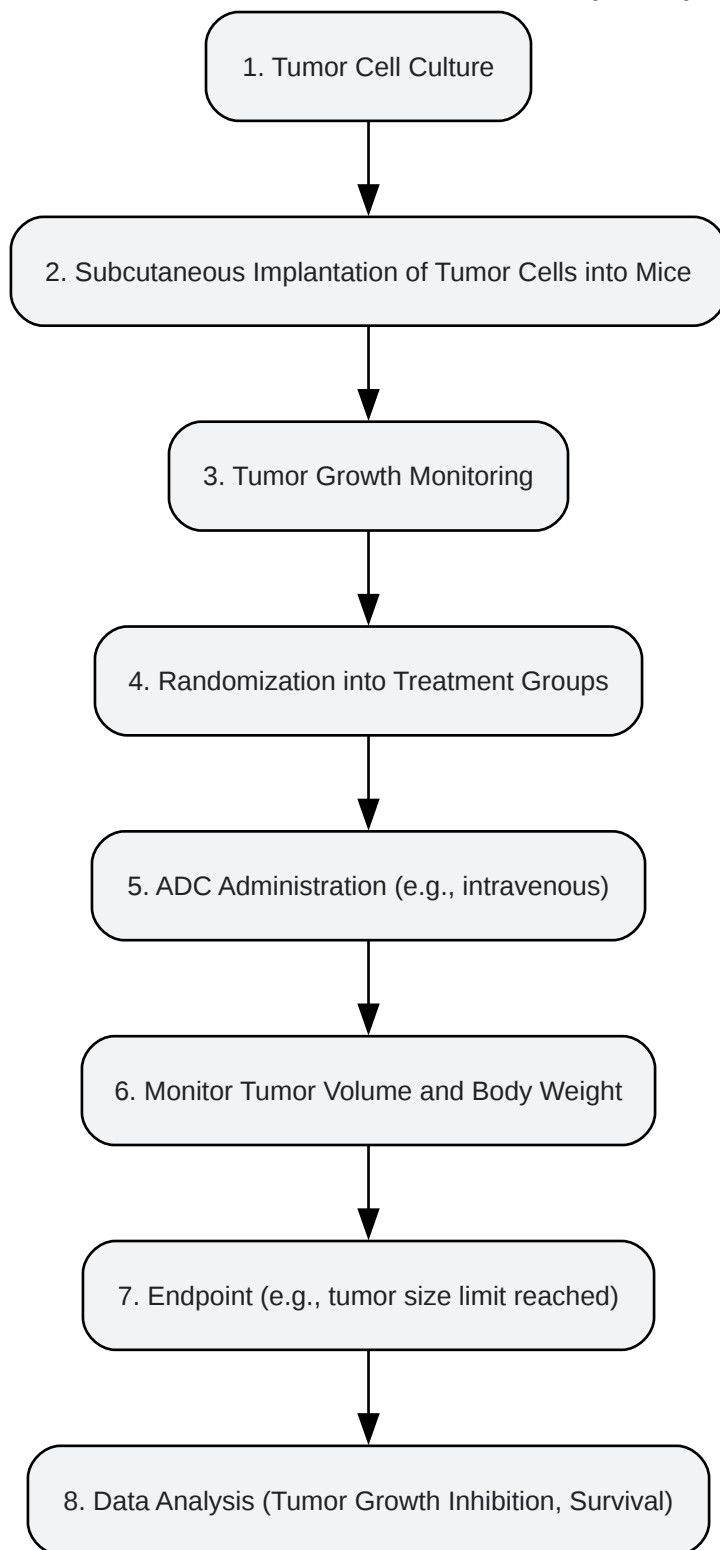 1. Tumor Cell Culture
2. Subcutaneous Implantation of Tumor Cells into Mice
3. Tumor Growth Monitoring
4. Randomization into Treatment Groups
5. ADC Administration (e.g., intravenous)
6. Monitor Tumor Volume and Body Weight
7. Endpoint (e.g., tumor size limit reached)
8. Data Analysis (Tumor Growth Inhibition, Survival)